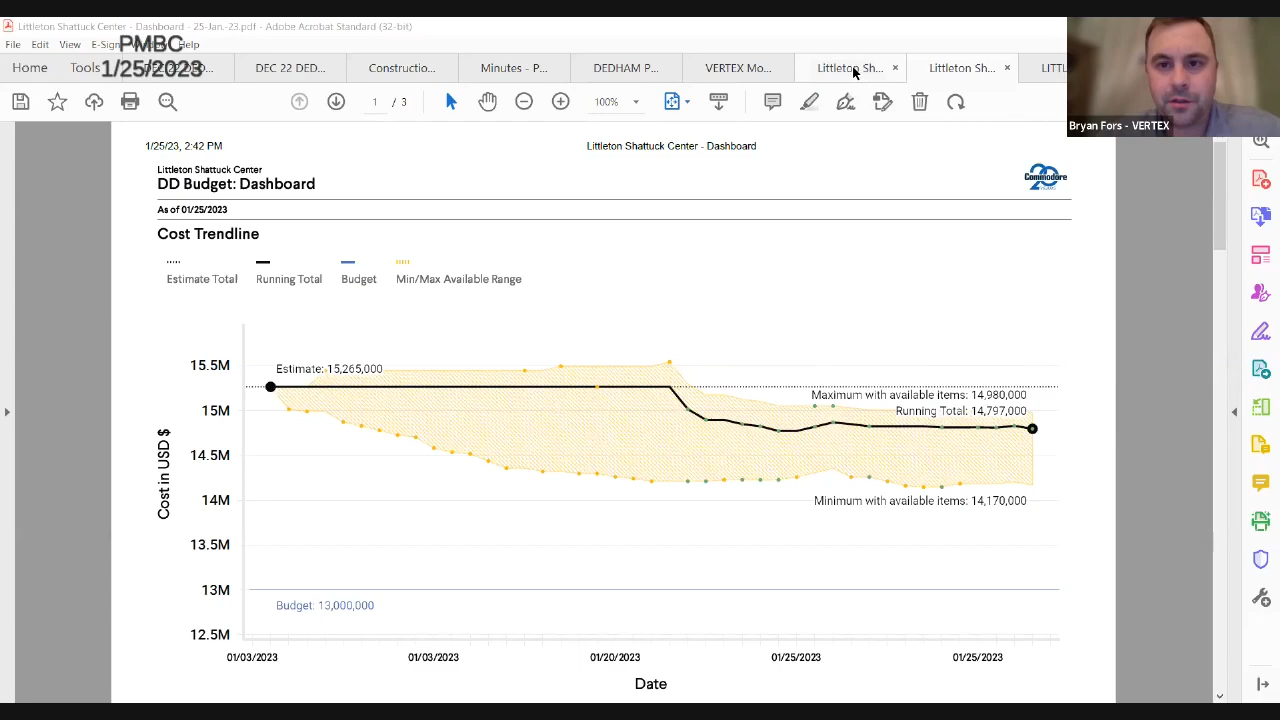 Littleton Shattuck Center - Dashboard - 25-Jan.-23.pdf - Adobe Acrobat Standard (32-bit)
File Edit View E-Sign Help
PMBC
1/25/2023
Home Tools DEC 22 DED... Constructio... Minutes - P... DEDHAM P... VERTEX Mo... Littleton Sh... × Littleton Sh... × LITTL
1 / 3 100%
Bryan Fors - VERTEX
1/25/23, 2:42 PM Littleton Shattuck Center - Dashboard
Littleton Shattuck Center
DD Budget: Dashboard
Commodore
20
As of 01/25/2023
Cost Trendline
Estimate Total Running Total Budget Min/Max Available Range
15.5M
Estimate: 15,265,000
Maximum with available items: 14,980,000
15M
Running Total: 14,797,000
14.5M
14M
Minimum with available items: 14,170,000
13.5M
13M
Budget: 13,000,000
12.5M
Cost in USD $
01/03/2023 01/03/2023 01/20/2023 01/25/2023 01/25/2023
Date